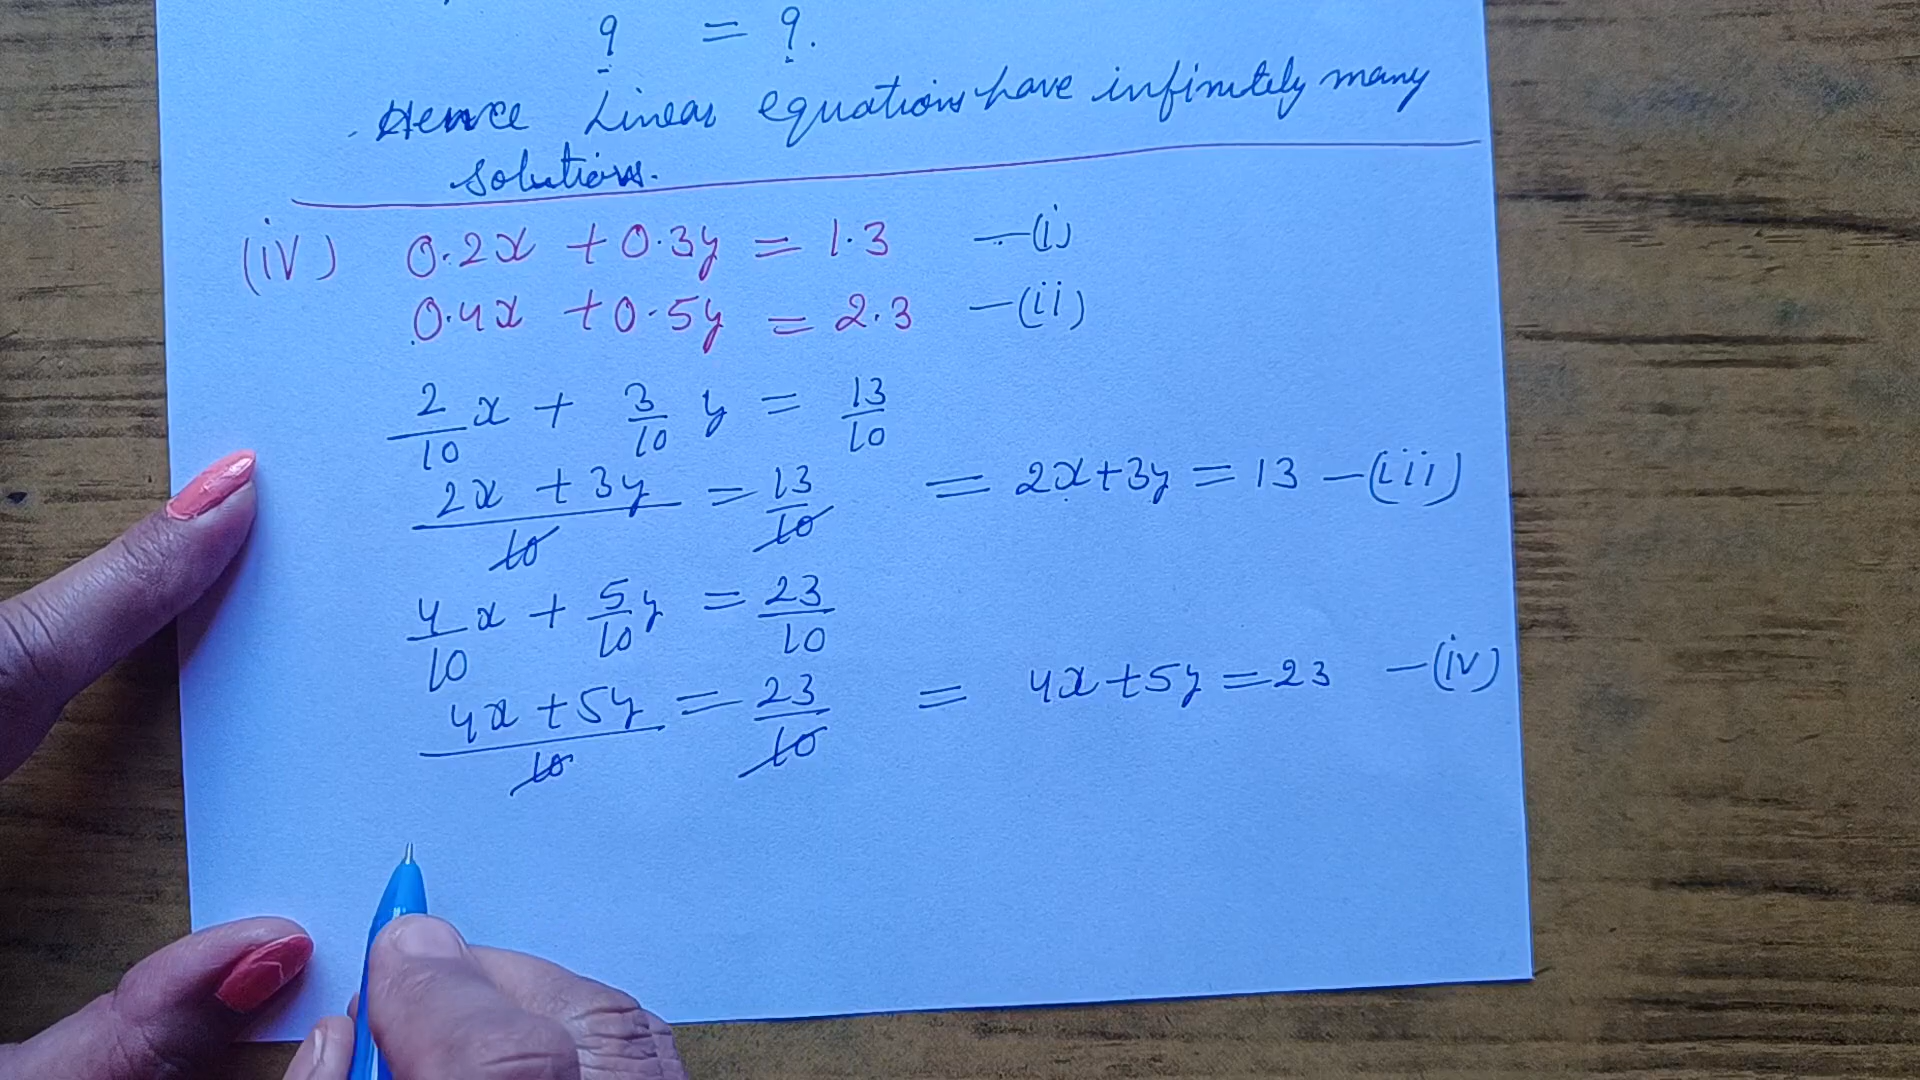 9 = 9.
Hence Linear equations have infinitely many
solutions.
(iv) 0.2x + 0.3y = 1.3 —(i)
0.4x + 0.5y = 2.3 —(ii)
2/10 x + 3/10 y = 13/10
2x + 3y/10 = 13/10 = 2x+3y = 13 —(iii)
4/10 x + 5/10 y = 23/10
4x + 5y/10 = 23/10 = 4x+5y = 23 —(iv)